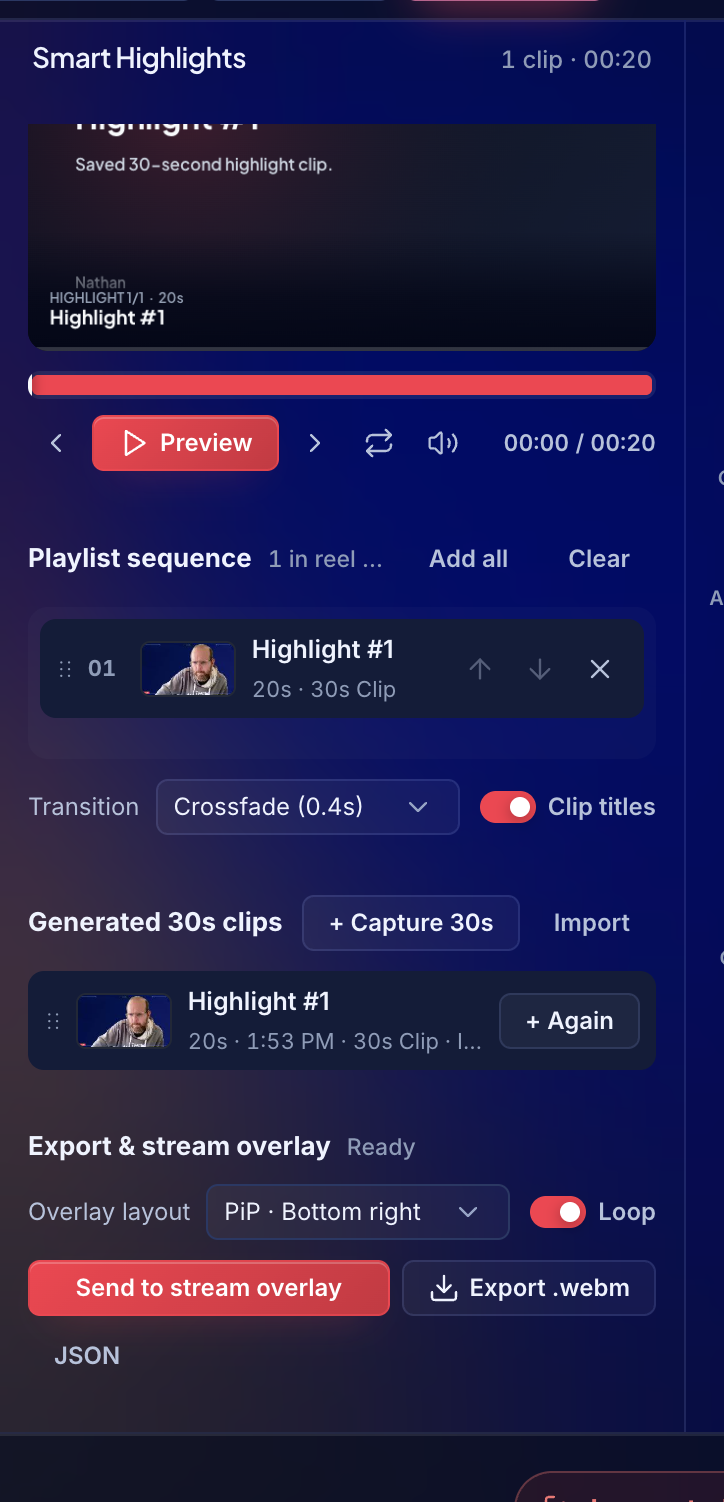 Smart Highlights
1 clip · 00:20
Highlight #1
Saved 30-second highlight clip.
Nathan
HIGHLIGHT 1/1 · 20s
Highlight #1
Preview
00:00 / 00:20
Playlist sequence
1 in reel ...
Add all
Clear
01
Highlight #1
20s · 30s Clip
Transition
Crossfade (0.4s)
Clip titles
Generated 30s clips
+ Capture 30s
Import
Highlight #1
20s · 1:53 PM · 30s Clip · I...
+ Again
Export & stream overlay
Ready
Overlay layout
PiP · Bottom right
Loop
Send to stream overlay
Export .webm
JSON